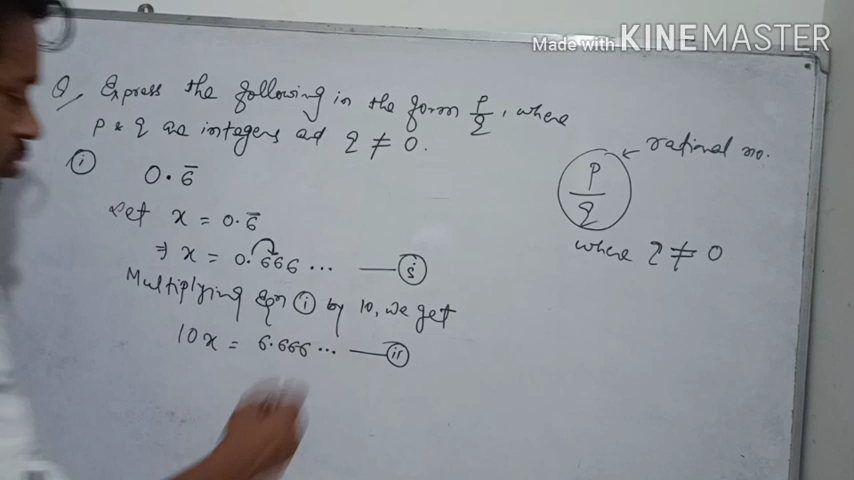 Made with KINEMASTER
Q, Express the following in the form p/q, where
p & q are integers ad q ≠ 0.
(i) 0.6̅
Let x = 0.6̅
⇒ x = 0.666... —(i)
Multiplying eqn (i) by 10, we get
10x = 6.666... —(ii)
rational no.
p/q
where q ≠ 0